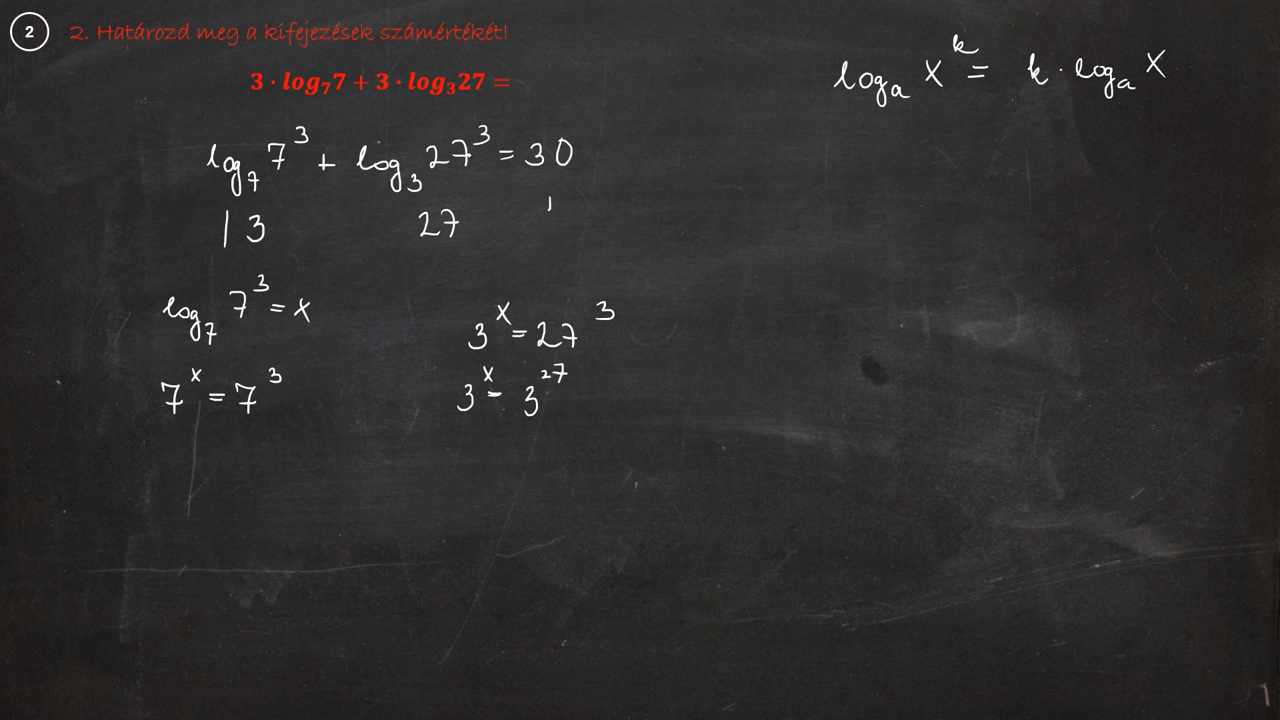 2
2. Határozd meg a kifejezések számértékét!
3 · log₇7 + 3 · log₃27 =
logₐ x^k = k · logₐ x
log₇ 7³ + log₃ 27³ = 30
| 3 27
log₇ 7³ = x
3^x = 27³
7^x = 7³
3^x = 3^27